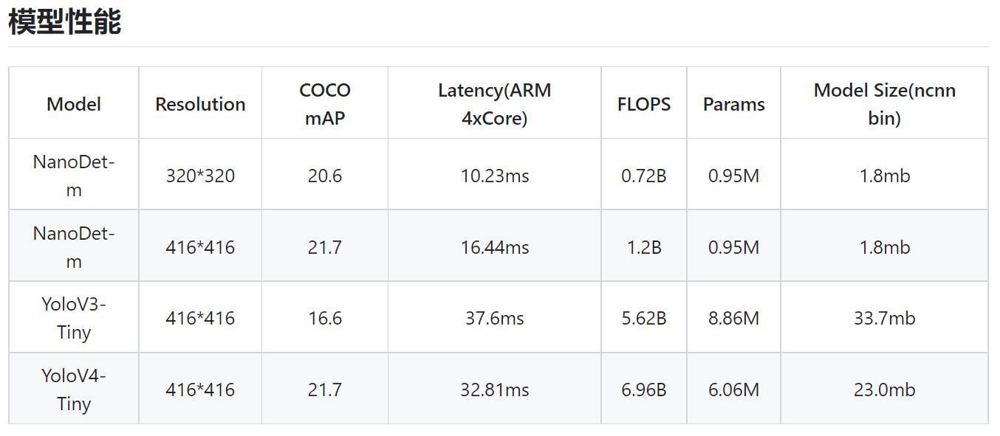 模型性能
Model Resolution COCO mAP Latency(ARM 4xCore) FLOPS Params Model Size(ncnn bin)
NanoDet-m 320*320 20.6 10.23ms 0.72B 0.95M 1.8mb
NanoDet-m 416*416 21.7 16.44ms 1.2B 0.95M 1.8mb
YoloV3-Tiny 416*416 16.6 37.6ms 5.62B 8.86M 33.7mb
YoloV4-Tiny 416*416 21.7 32.81ms 6.96B 6.06M 23.0mb